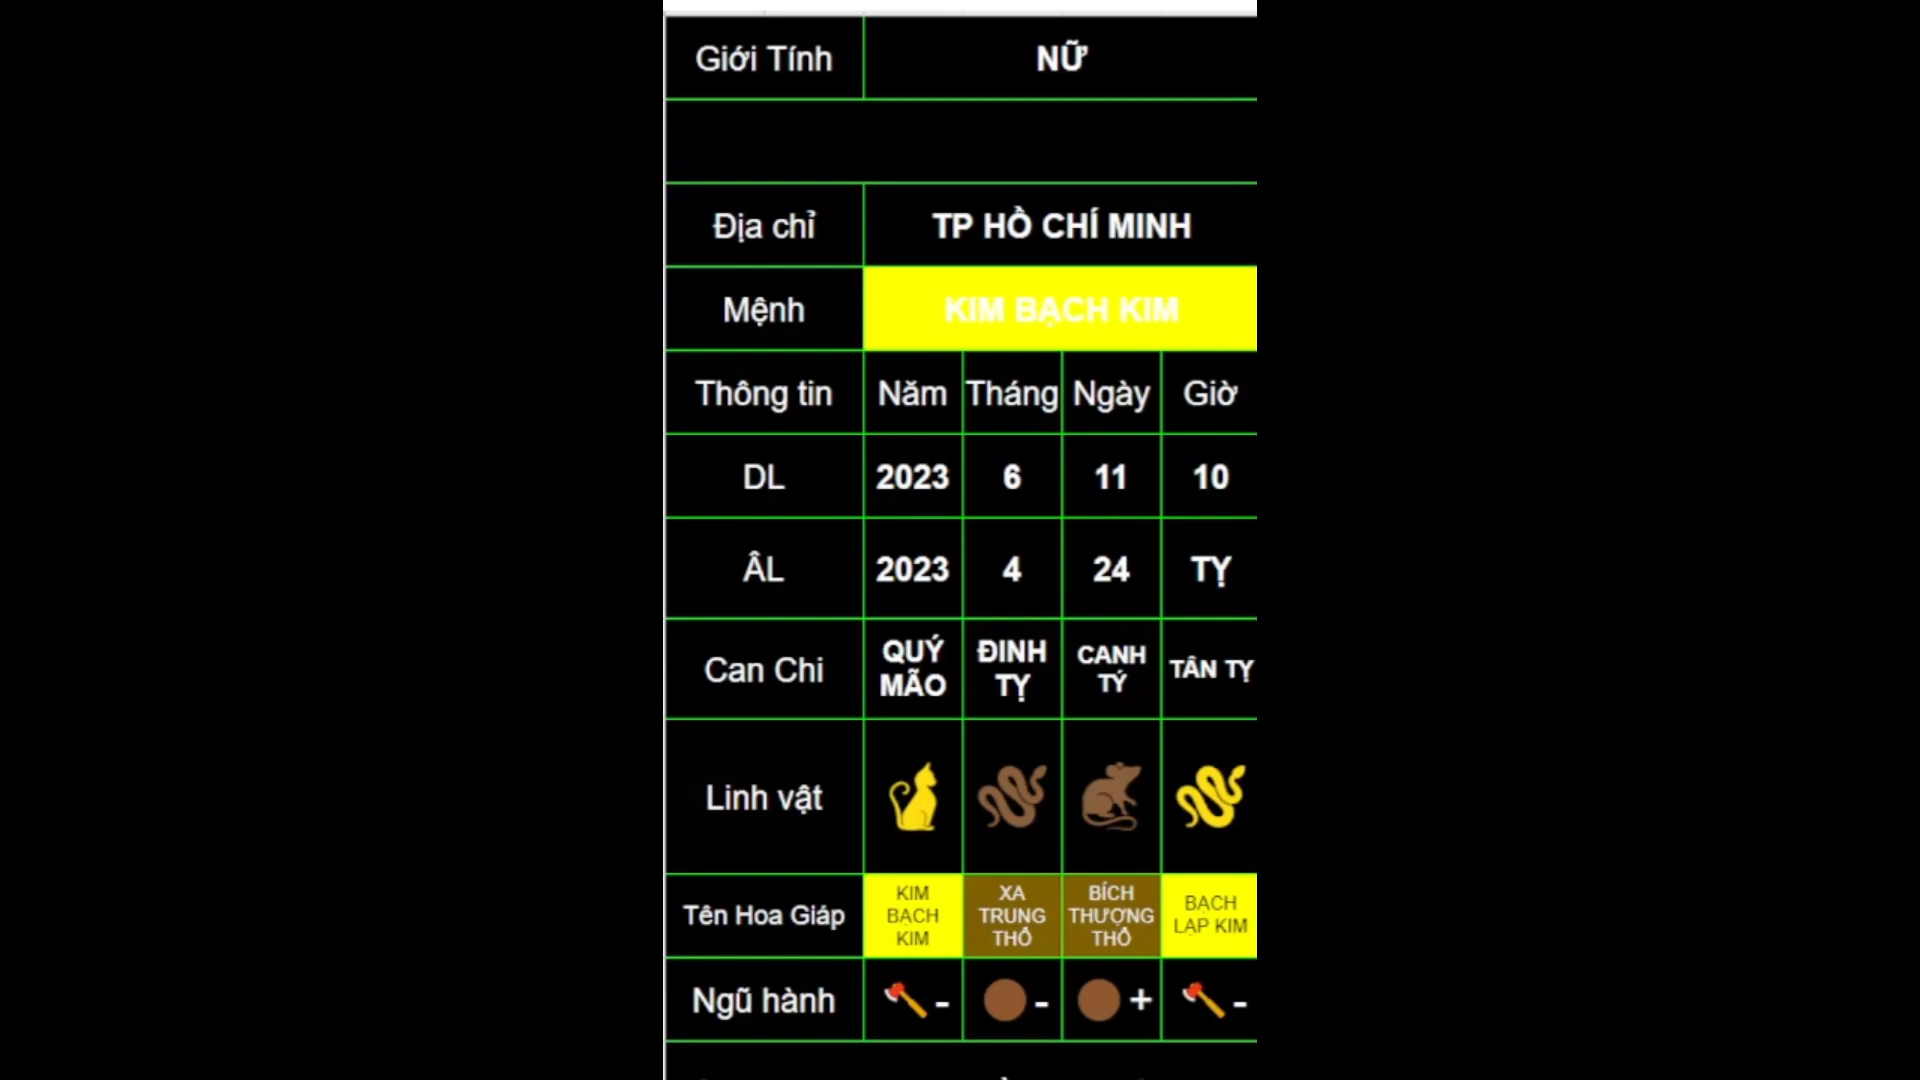 Giới Tính NỮ
Địa chỉ TP HỒ CHÍ MINH
Mệnh KIM BẠCH KIM
Thông tin Năm Tháng Ngày Giờ
DL 2023 6 11 10
ÂL 2023 4 24 TỴ
Can Chi QUÝ MÃO ĐINH TỴ CANH TÝ TÂN TỴ
Linh vật
Tên Hoa Giáp KIM BẠCH KIM XA TRUNG THỔ BÍCH THƯỢNG THỔ BẠCH LẠP KIM
Ngũ hành - - + -